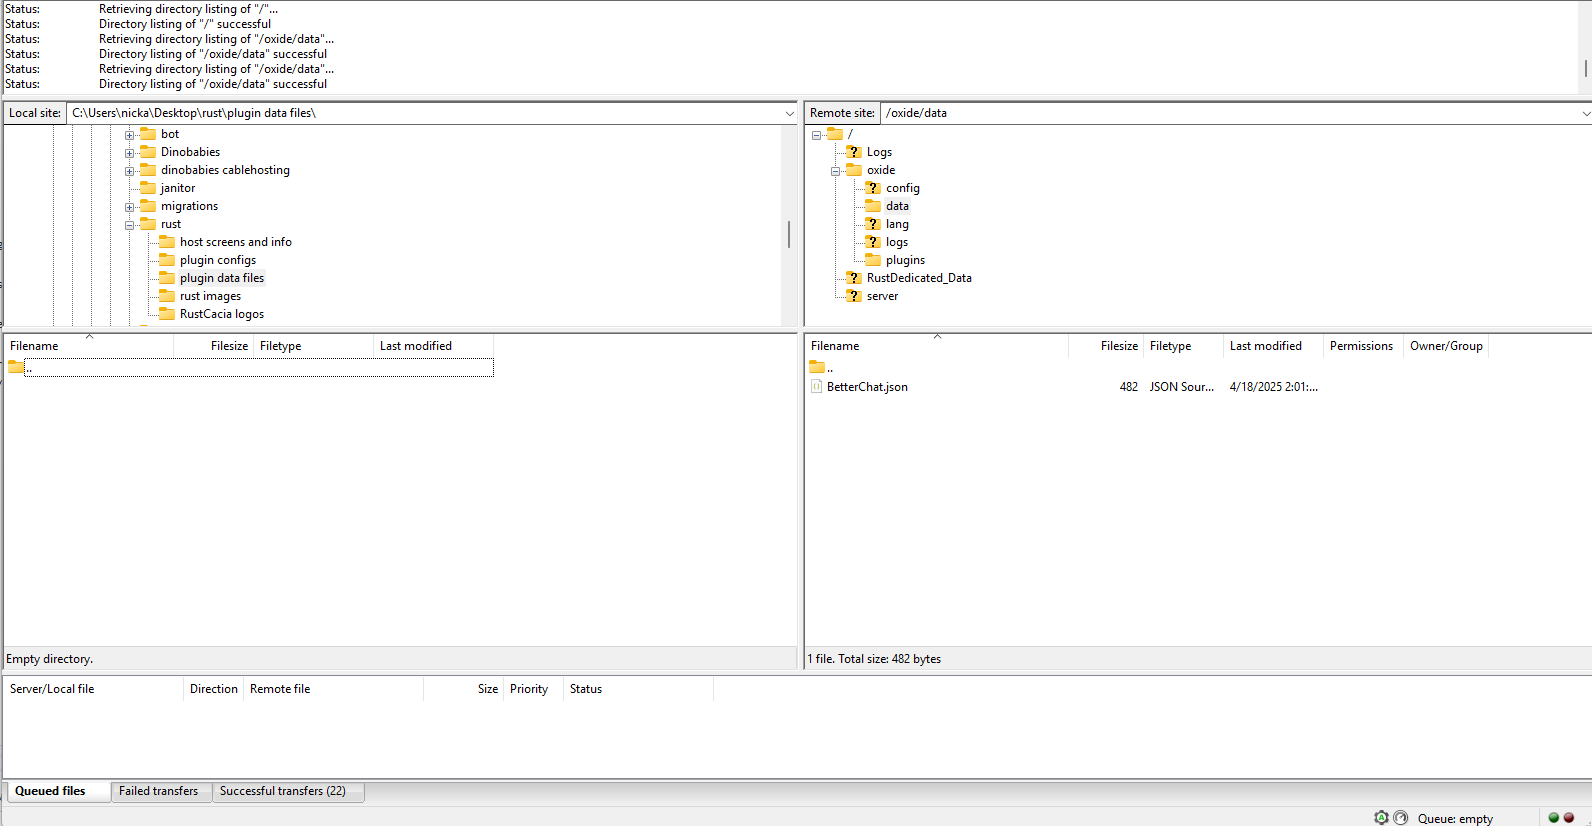 Status: Retrieving directory listing of "/"...
Status: Directory listing of "/" successful
Status: Retrieving directory listing of "/oxide/data"...
Status: Directory listing of "/oxide/data" successful
Status: Retrieving directory listing of "/oxide/data"...
Status: Directory listing of "/oxide/data" successful
Local site: C:\Users\nicka\Desktop\rust\plugin data files\
bot
Dinobabies
dinobabies cablehosting
janitor
migrations
rust
host screens and info
plugin configs
plugin data files
rust images
RustCacia logos
Remote site: /oxide/data
/
Logs
oxide
config
data
lang
logs
plugins
RustDedicated_Data
server
Filename Filesize Filetype Last modified
..
Empty directory.
Filename Filesize Filetype Last modified Permissions Owner/Group
..
BetterChat.json 482 JSON Sour... 4/18/2025 2:01:...
1 file. Total size: 482 bytes
Server/Local file Direction Remote file Size Priority Status
Queued files Failed transfers Successful transfers (22)
Queue: empty